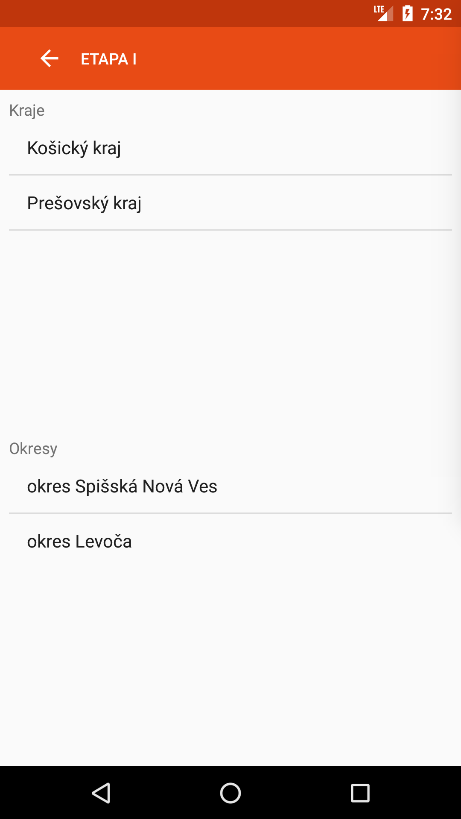 LTE 7:32
ETAPA I
Kraje
Košický kraj
Prešovský kraj
Okresy
okres Spišská Nová Ves
okres Levoča